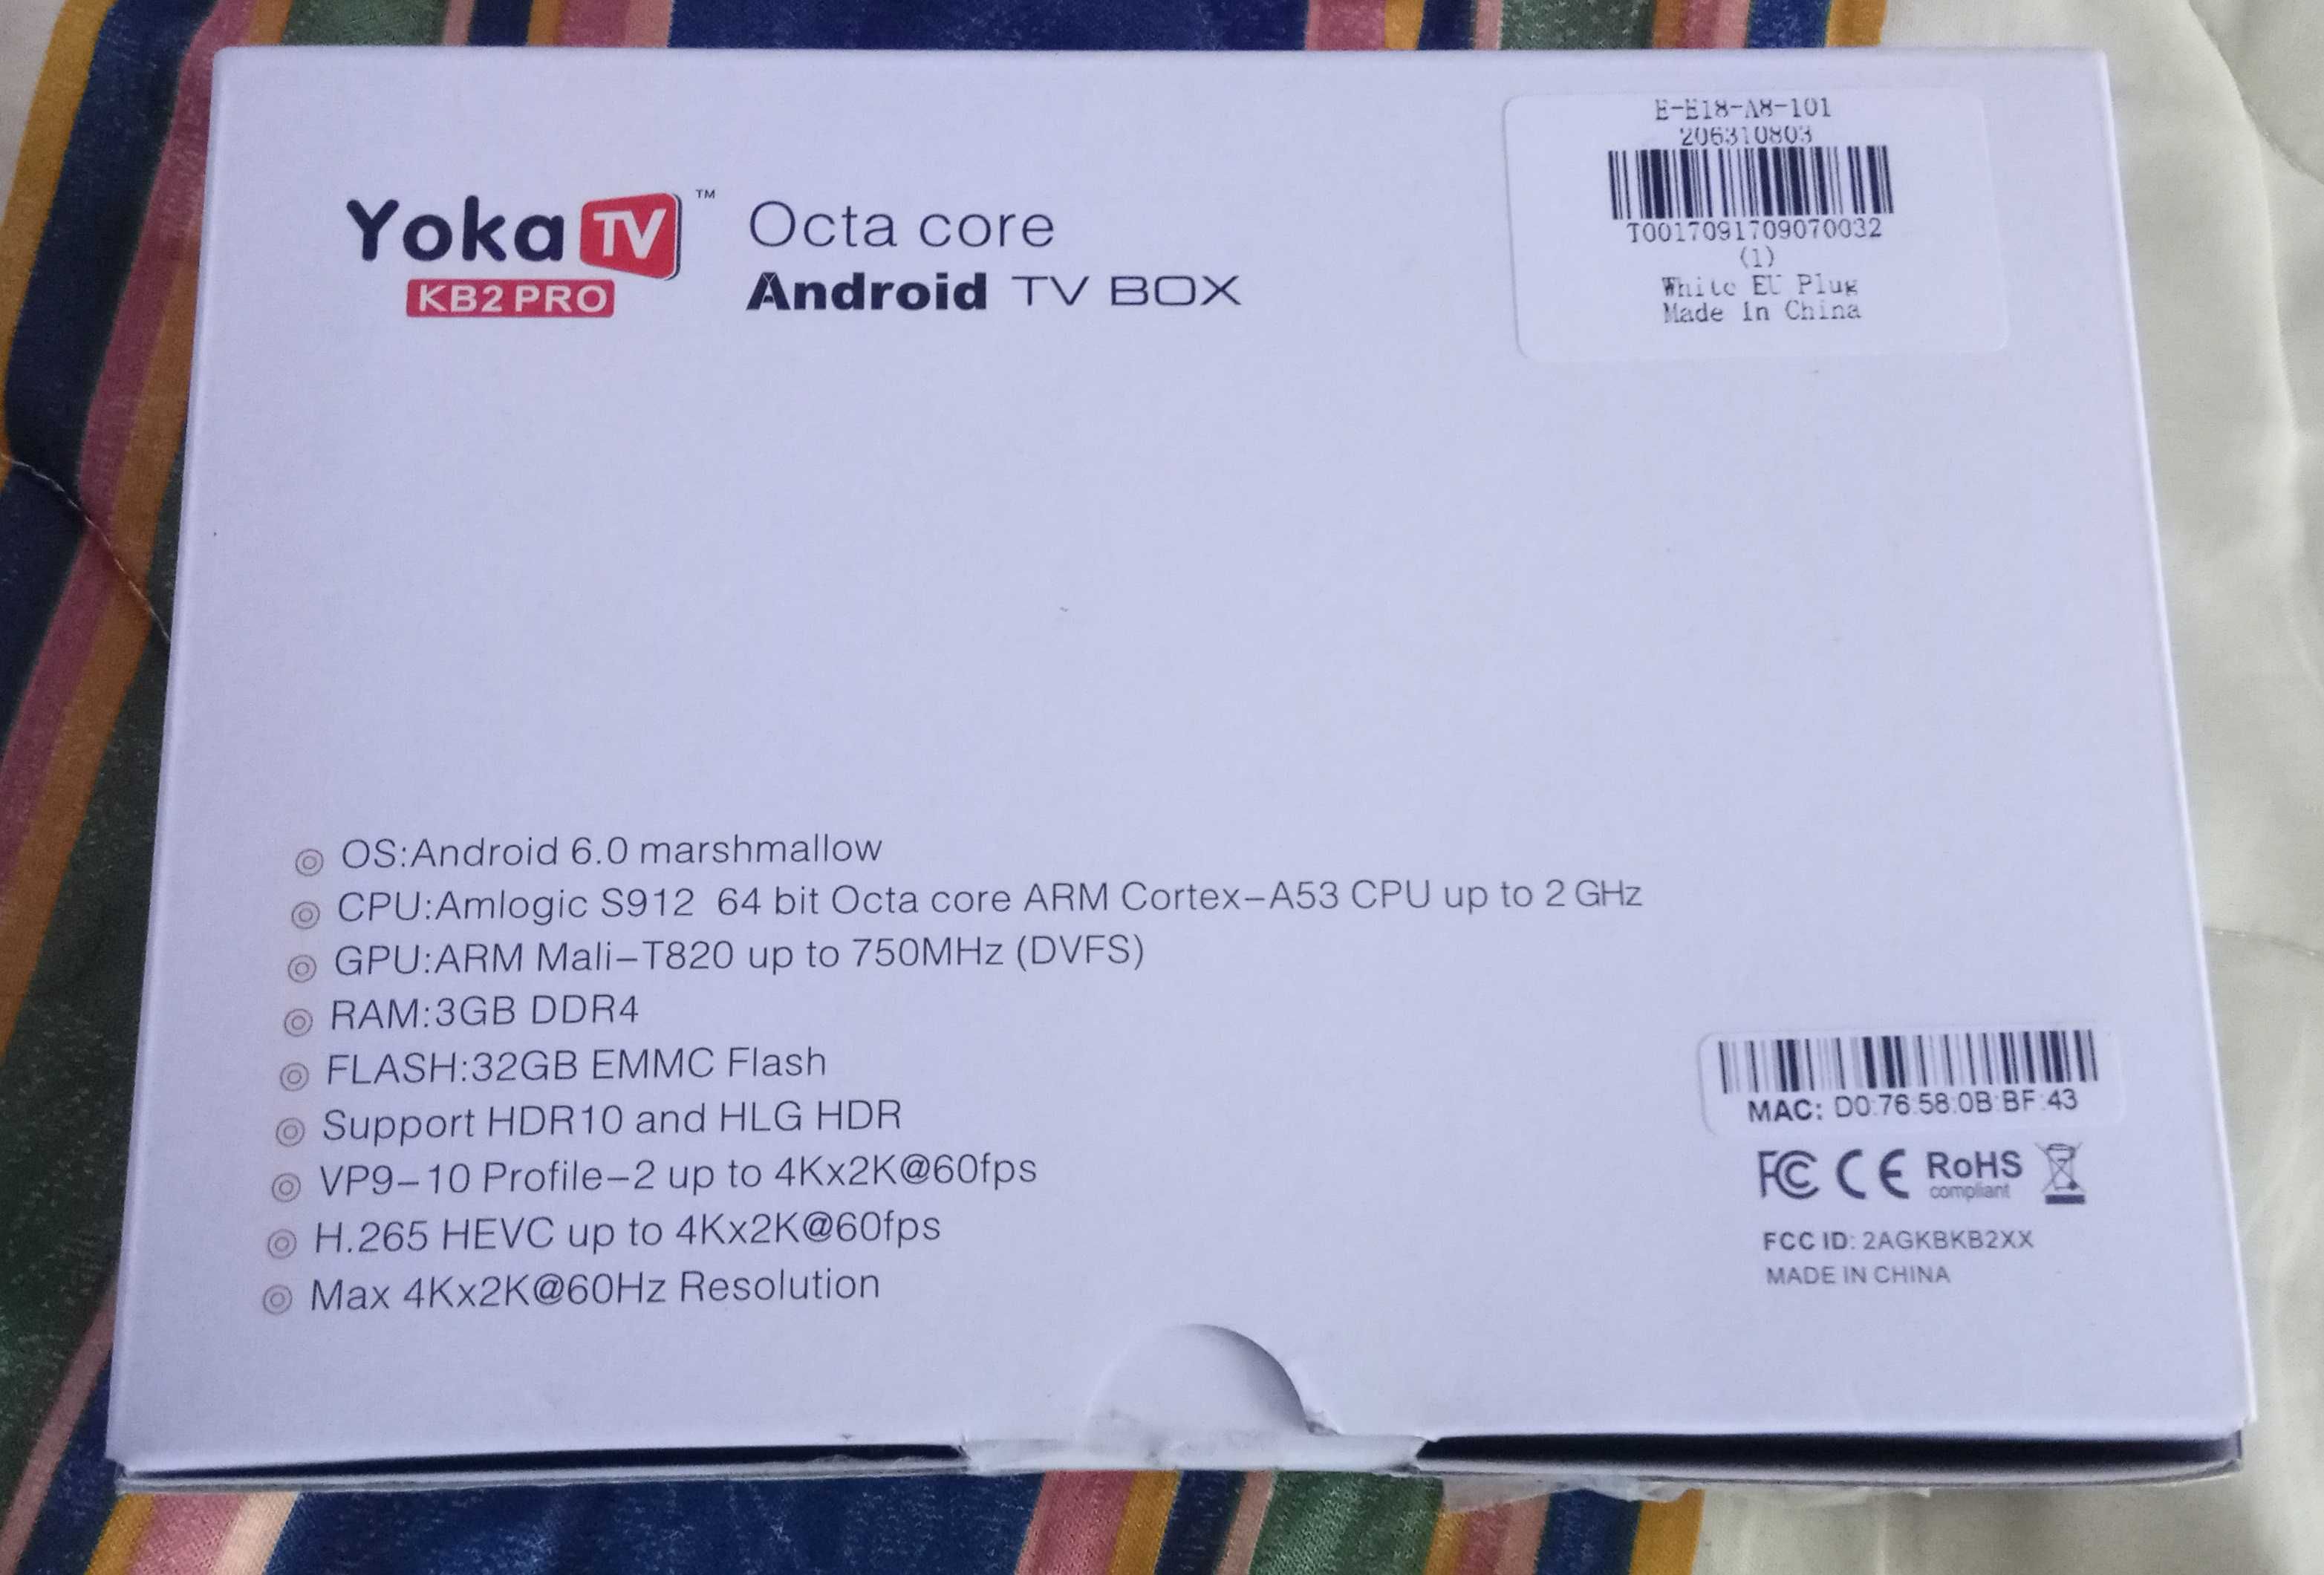 Yoka TV ™
KB2 PRO
Octa core
Android TV BOX
E-E18-A8-101
206310803
T0017091709070032
(1)
White EU Plug
Made In China
OS:Android 6.0 marshmallow
CPU:Amlogic S912 64 bit Octa core ARM Cortex-A53 CPU up to 2 GHz
GPU:ARM Mali-T820 up to 750MHz (DVFS)
RAM:3GB DDR4
FLASH:32GB EMMC Flash
Support HDR10 and HLG HDR
VP9-10 Profile-2 up to 4Kx2K@60fps
H.265 HEVC up to 4Kx2K@60fps
Max 4Kx2K@60Hz Resolution
MAC: D0:76:58:0B:BF:43
FC CE RoHS
compliant
FCC ID: 2AGKBKB2XX
MADE IN CHINA